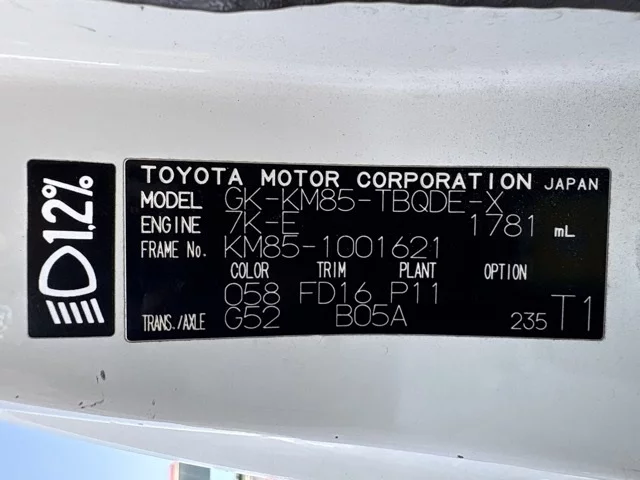 1.2%
TOYOTA MOTOR CORPORATION JAPAN
MODEL GK-KM85-TBQDE-X
ENGINE 7K-E 1781 mL
FRAME No. KM85-1001621
COLOR TRIM PLANT OPTION
058 FD16 P11
TRANS./AXLE G52 B05A 235 T1